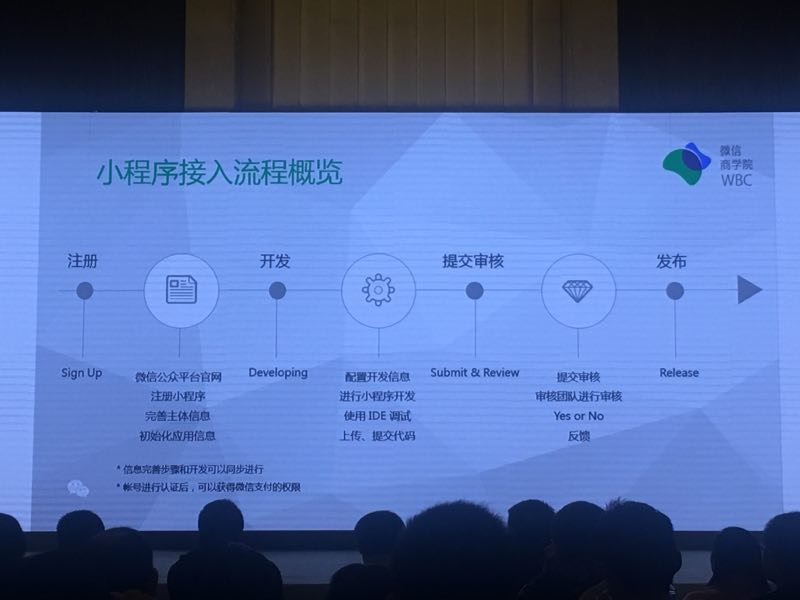 小程序接入流程概览
微信
商学院
WBC
注册
开发
提交审核
发布
Sign Up
微信公众平台官网
注册小程序
完善主体信息
初始化应用信息
Developing
配置开发信息
进行小程序开发
使用 IDE 调试
上传、提交代码
Submit & Review
提交审核
审核团队进行审核
Yes or No
反馈
Release
* 信息完善步骤和开发可以同步进行
* 帐号进行认证后，可以获得微信支付的权限